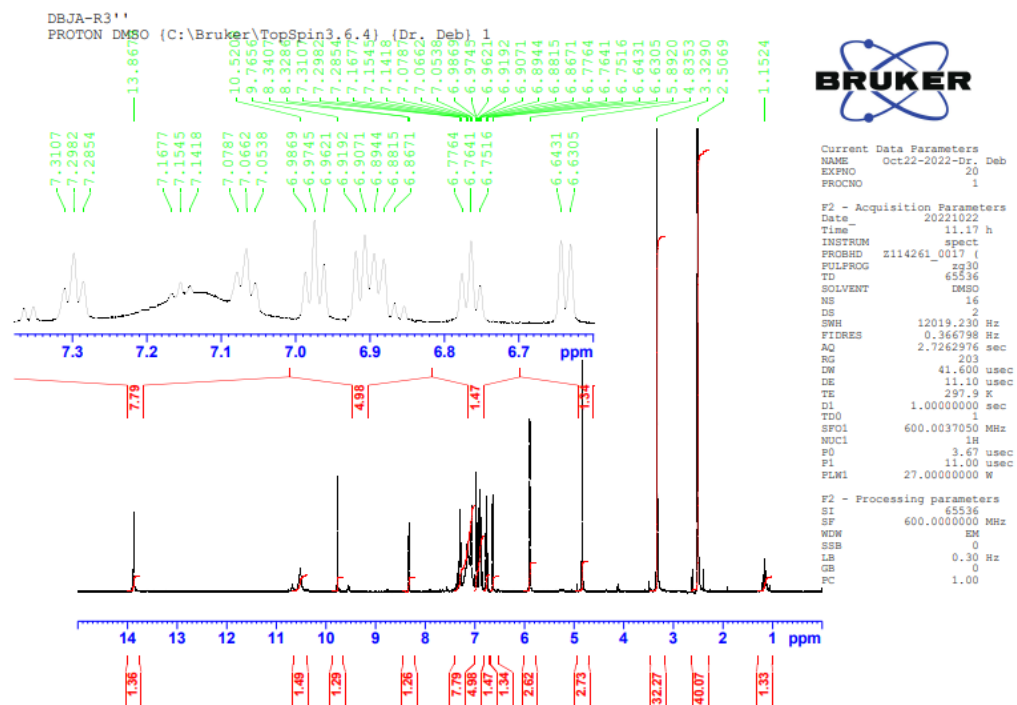 DBJA-R3''
PROTON DMSO {C:\Bruker\TopSpin3.6.4} {Dr. Deb} 1
10.520
9.7656
8.3407
8.3286
7.3107
7.2982
7.2854
7.1677
7.1545
7.1418
7.0787
7.0662
7.0538
6.9869
6.9745
6.9621
6.9192
6.9071
6.8944
6.8815
6.8671
6.7764
6.7641
6.7516
6.6431
6.6305
5.8920
4.8353
3.3290
2.5069
1.1524
7.3107
7.2982
7.2854
7.1677
7.1545
7.1418
7.0787
7.0662
7.0538
6.9869
6.9745
6.9621
6.9192
6.9071
6.8944
6.8815
6.8671
6.7764
6.7641
6.7516
6.6431
6.6305
7.3 7.2 7.1 7.0 6.9 6.8 6.7 ppm
7.79 4.98 1.47 1.34
14 13 12 11 10 9 8 7 6 5 4 3 2 1 ppm
1.36 1.49 1.29 1.26 7.79 4.98 1.47 1.34 2.62 2.73 32.27 40.07 1.33
BRUKER
Current Data Parameters
NAME Oct22-2022-Dr. Deb
EXPNO 20
PROCNO 1
F2 - Acquisition Parameters
Date_ 20221022
Time 11.17 h
INSTRUM spect
PROBHD Z114261_0017 (
PULPROG zg30
TD 65536
SOLVENT DMSO
NS 16
DS 2
SWH 12019.230 Hz
FIDRES 0.366798 Hz
AQ 2.7262976 sec
RG 203
DW 41.600 usec
DE 11.10 usec
TE 297.9 K
D1 1.00000000 sec
TD0 1
SFO1 600.0037050 MHz
NUC1 1H
P0 3.67 usec
P1 11.00 usec
PLW1 27.00000000 W
F2 - Processing parameters
SI 65536
SF 600.0000000 MHz
WDW EM
SSB 0
LB 0.30 Hz
GB 0
PC 1.00